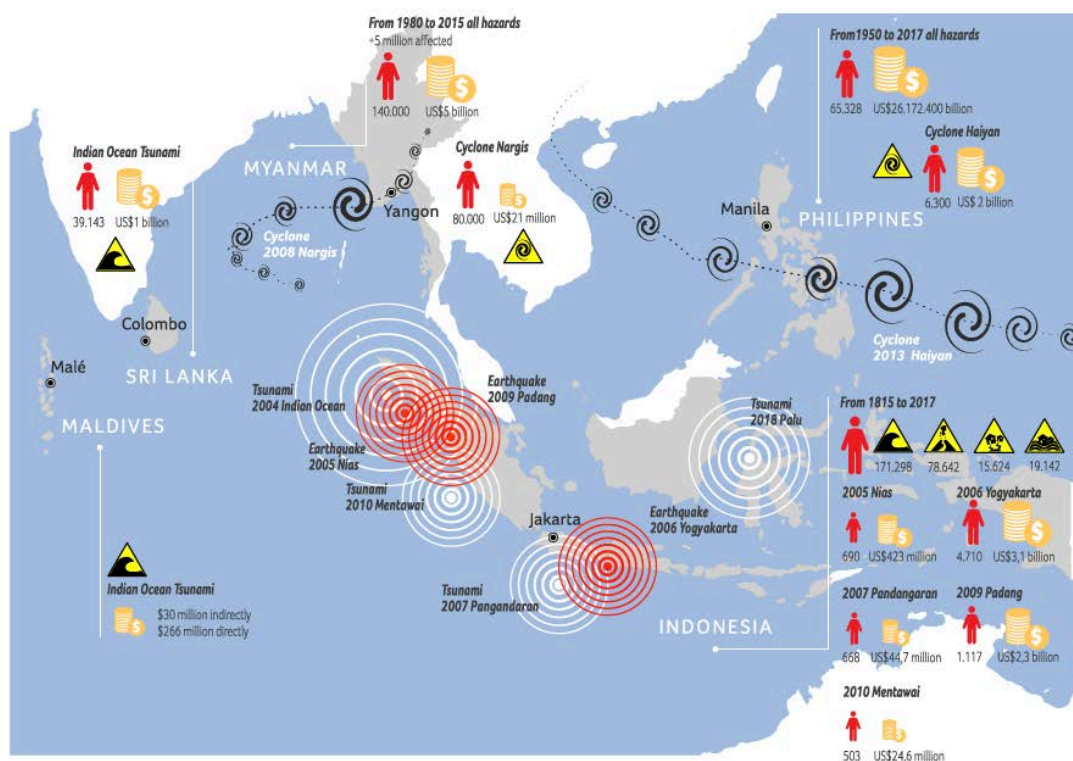 From 1980 to 2015 all hazards
+5 million affected
140.000
US$5 billion
From1950 to 2017 all hazards
65.328
US$26.172.400 billion
Indian Ocean Tsunami
39.143
US$1 billion
MYANMAR
Yangon
Cyclone
2008 Nargis
Cyclone Nargis
80.000
US$21 million
Cyclone Haiyan
6.300
US$ 2 billion
Manila
PHILIPPINES
Cyclone
2013 Haiyan
Colombo
Malé
SRI LANKA
MALDIVES
Tsunami
2004 Indian Ocean
Earthquake
2009 Padang
Earthquake
2005 Nias
Tsunami
2010 Mentawai
Tsunami
2018 Palu
Earthquake
2006 Yogyakarta
Jakarta
Tsunami
2007 Pangandaran
INDONESIA
Indian Ocean Tsunami
$30 million indirectly
$266 million directly
From 1815 to 2017
171.298
78.642
15.624
19.142
2005 Nias
690
US$423 million
2006 Yogyakarta
4.710
US$3,1 billion
2007 Pandangaran
668
US$44,7 million
2009 Padang
1.117
US$2,3 billion
2010 Mentawai
503
US$24,6 million